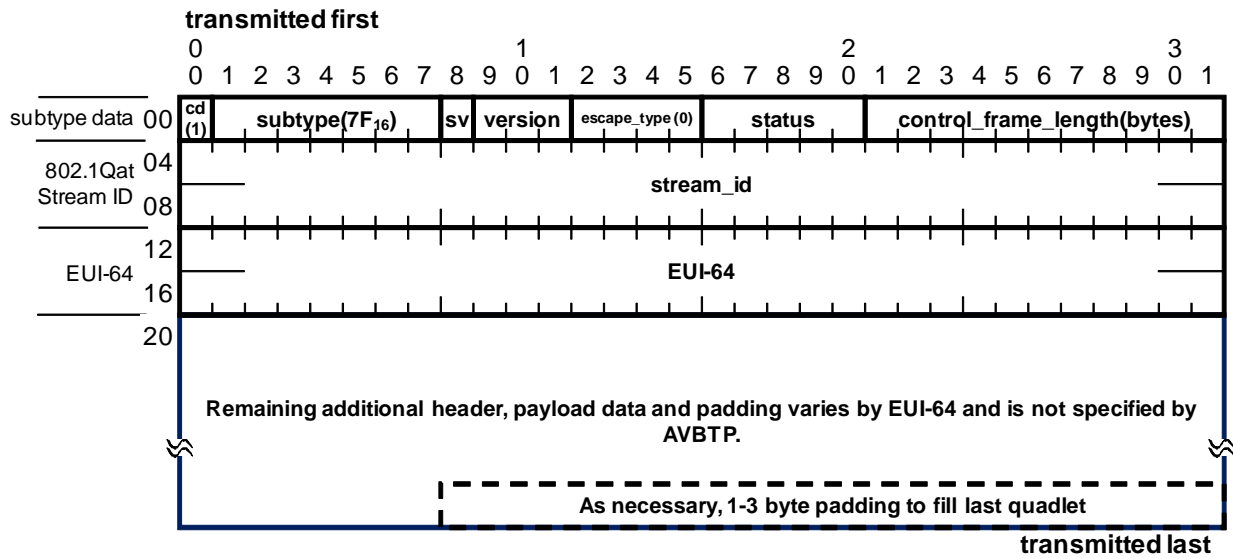 transmitted first
0 1 2 3
0 1 2 3 4 5 6 7 8 9 0 1 2 3 4 5 6 7 8 9 0 1 2 3 4 5 6 7 8 9 0 1
subtype data 00 cd (1) subtype(7F₁₆) sv version escape_type (0) status control_frame_length(bytes)
802.1Qat Stream ID 04 08 stream_id
EUI-64 12 16 EUI-64
20
Remaining additional header, payload data and padding varies by EUI-64 and is not specified by
AVBTP.
As necessary, 1-3 byte padding to fill last quadlet
transmitted last